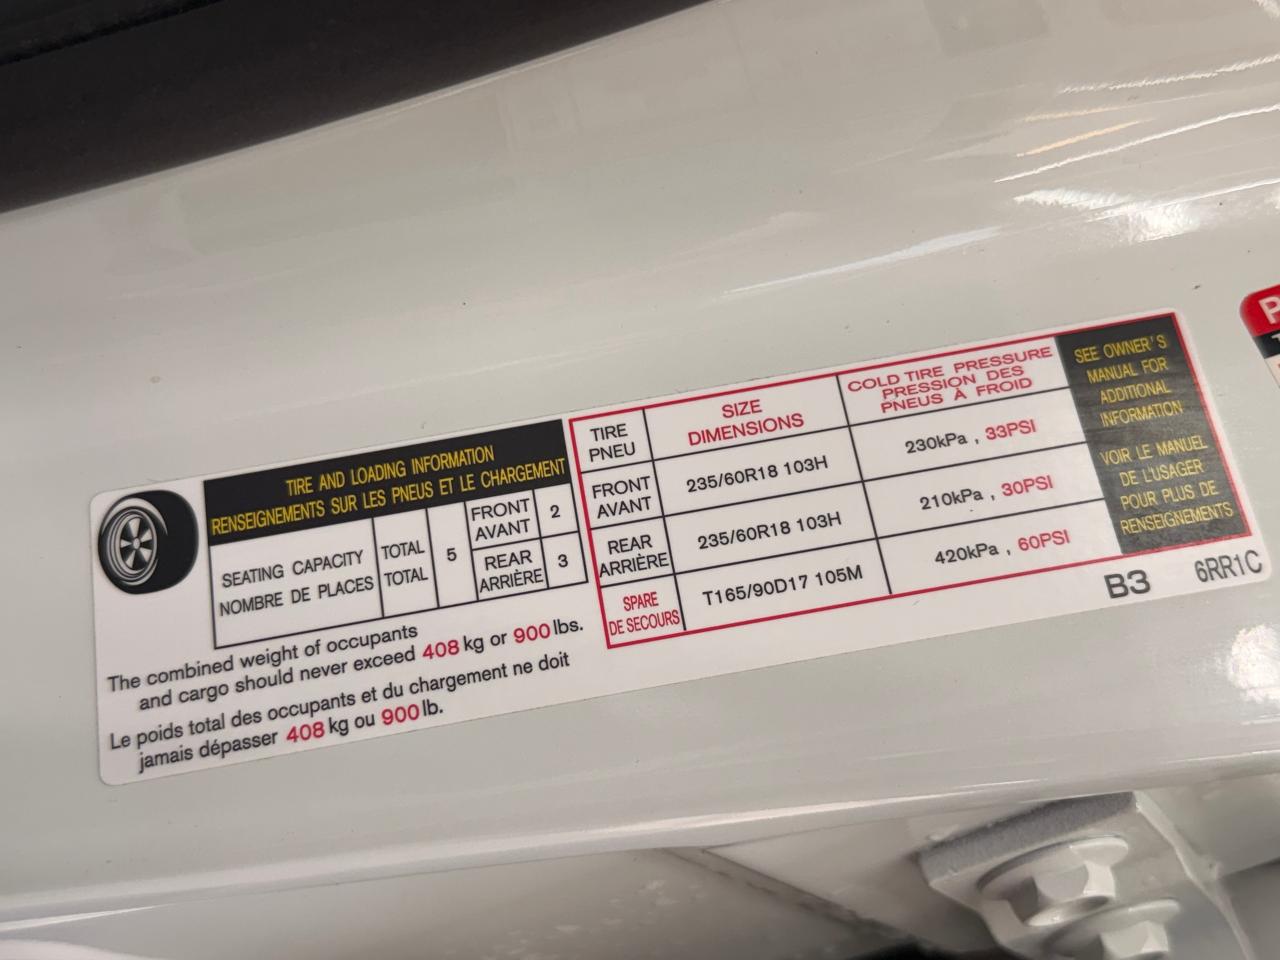 TIRE AND LOADING INFORMATION
RENSEIGNEMENTS SUR LES PNEUS ET LE CHARGEMENT
SEATING CAPACITY
NOMBRE DE PLACES
TOTAL
TOTAL
5
FRONT
AVANT
2
REAR
ARRIÈRE
3
The combined weight of occupants
and cargo should never exceed 408 kg or 900 lbs.
Le poids total des occupants et du chargement ne doit
jamais dépasser 408 kg ou 900 lb.
TIRE
PNEU
SIZE
DIMENSIONS
COLD TIRE PRESSURE
PRESSION DES
PNEUS À FROID
FRONT
AVANT
235/60R18 103H
230kPa , 33PSI
REAR
ARRIÈRE
235/60R18 103H
210kPa , 30PSI
SPARE
DE SECOURS
T165/90D17 105M
420kPa , 60PSI
SEE OWNER'S
MANUAL FOR
ADDITIONAL
INFORMATION
VOIR LE MANUEL
DE L'USAGER
POUR PLUS DE
RENSEIGNEMENTS
B3
6RR1C